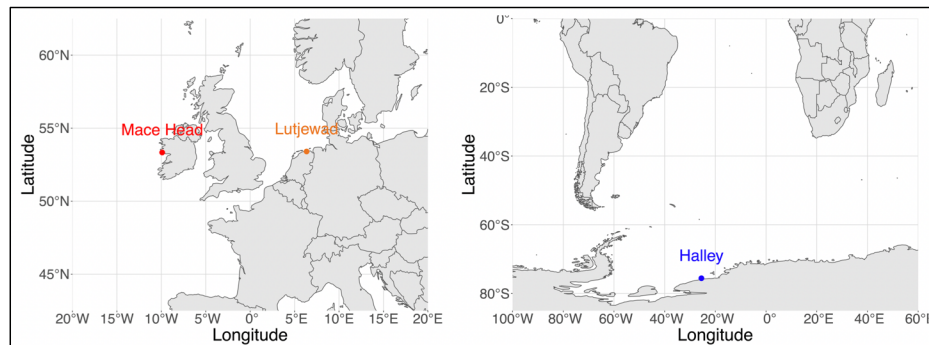 60°N
55°N
50°N
45°N
Latitude
Mace Head
Lutjewad
20°W 15°W 10°W 5°W 0° 5°E 10°E 15°E 20°E
Longitude
0°
20°S
40°S
60°S
80°S
Latitude
Halley
100°W 80°W 60°W 40°W 20°W 0° 20°E 40°E 60°E
Longitude